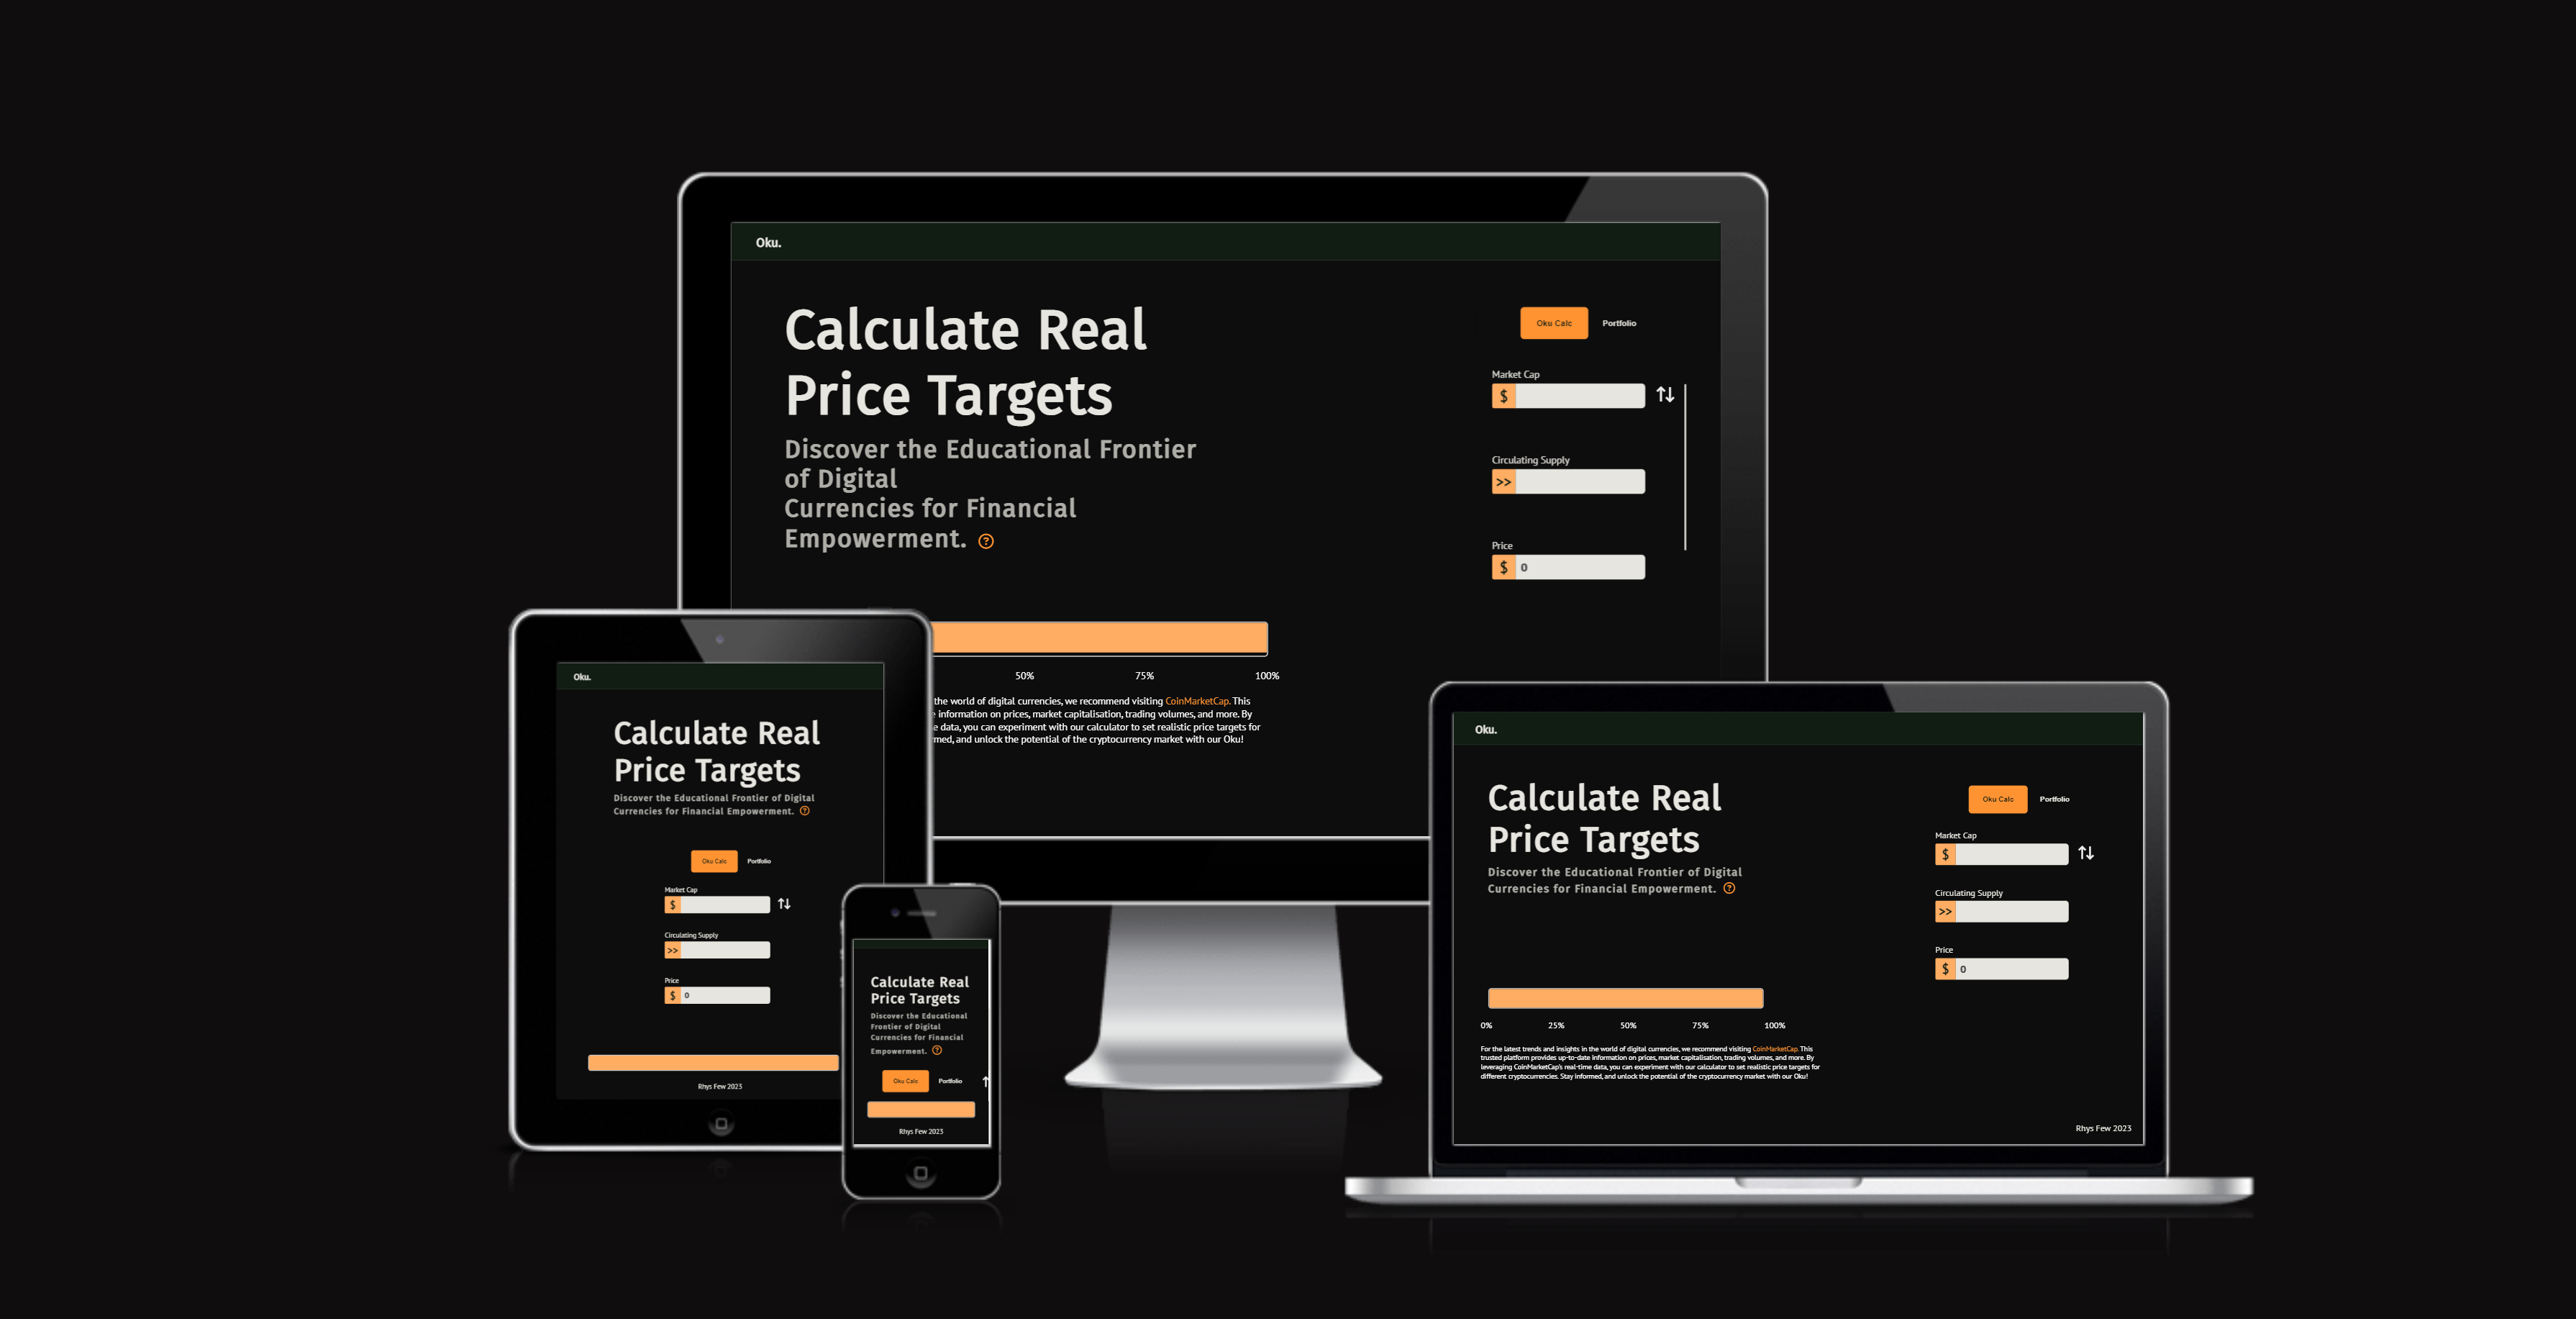 Oku.
Calculate Real
Price Targets
Discover the Educational Frontier
of Digital
Currencies for Financial
Empowerment. ?
Oku Calc Portfolio
Market Cap
$
Circulating Supply
>>
Price
$ 0
50% 75% 100%
the world of digital currencies, we recommend visiting CoinMarketCap. This
information on prices, market capitalisation, trading volumes, and more. By
data, you can experiment with our calculator to set realistic price targets for
med, and unlock the potential of the cryptocurrency market with our Oku!
Oku.
Calculate Real
Price Targets
Discover the Educational Frontier of Digital
Currencies for Financial Empowerment. ?
Oku Calc Portfolio
Market Cap
$
Circulating Supply
>>
Price
$ 0
Rhys Few 2023
Calculate Real
Price Targets
Discover the Educational
Frontier of Digital
Currencies for Financial
Empowerment. ?
Oku Calc Portfolio
Rhys Few 2023
Oku.
Calculate Real
Price Targets
Discover the Educational Frontier of Digital
Currencies for Financial Empowerment. ?
Oku Calc Portfolio
Market Cap
$
Circulating Supply
>>
Price
$ 0
0% 25% 50% 75% 100%
For the latest trends and insights in the world of digital currencies, we recommend visiting CoinMarketCap. This
trusted platform provides up-to-date information on prices, market capitalisation, trading volumes, and more. By
leveraging CoinMarketCap's real-time data, you can experiment with our calculator to set realistic price targets for
different cryptocurrencies. Stay informed, and unlock the potential of the cryptocurrency market with our Oku!
Rhys Few 2023